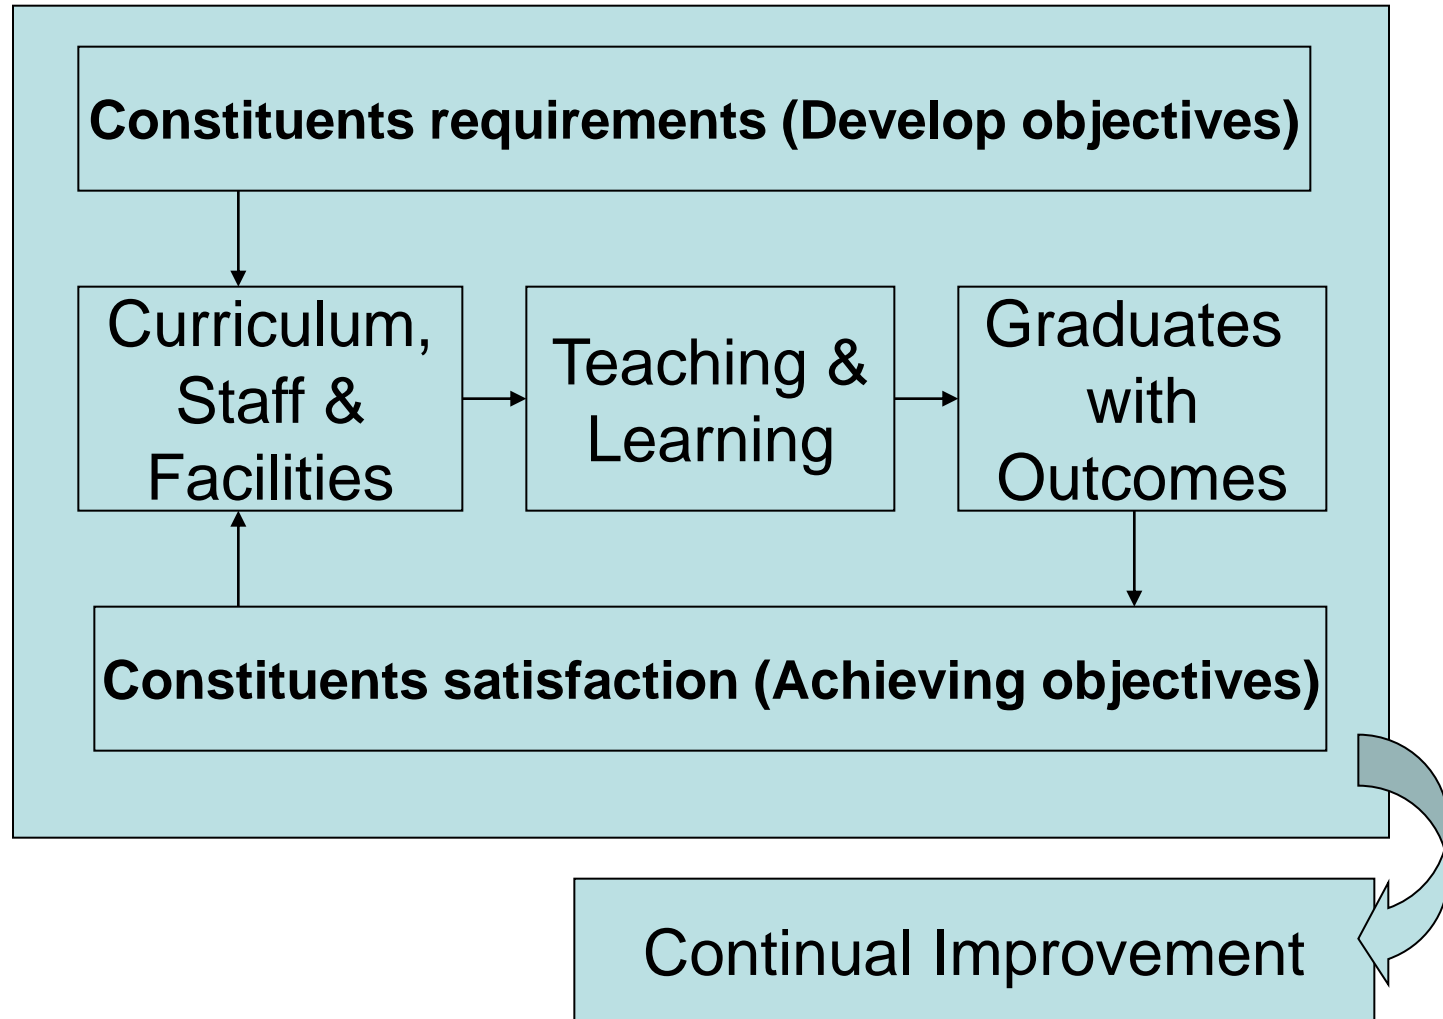 Constituents requirements (Develop objectives)
Curriculum,
Staff &
Facilities
Teaching &
Learning
Graduates
with
Outcomes
Constituents satisfaction (Achieving objectives)
Continual Improvement